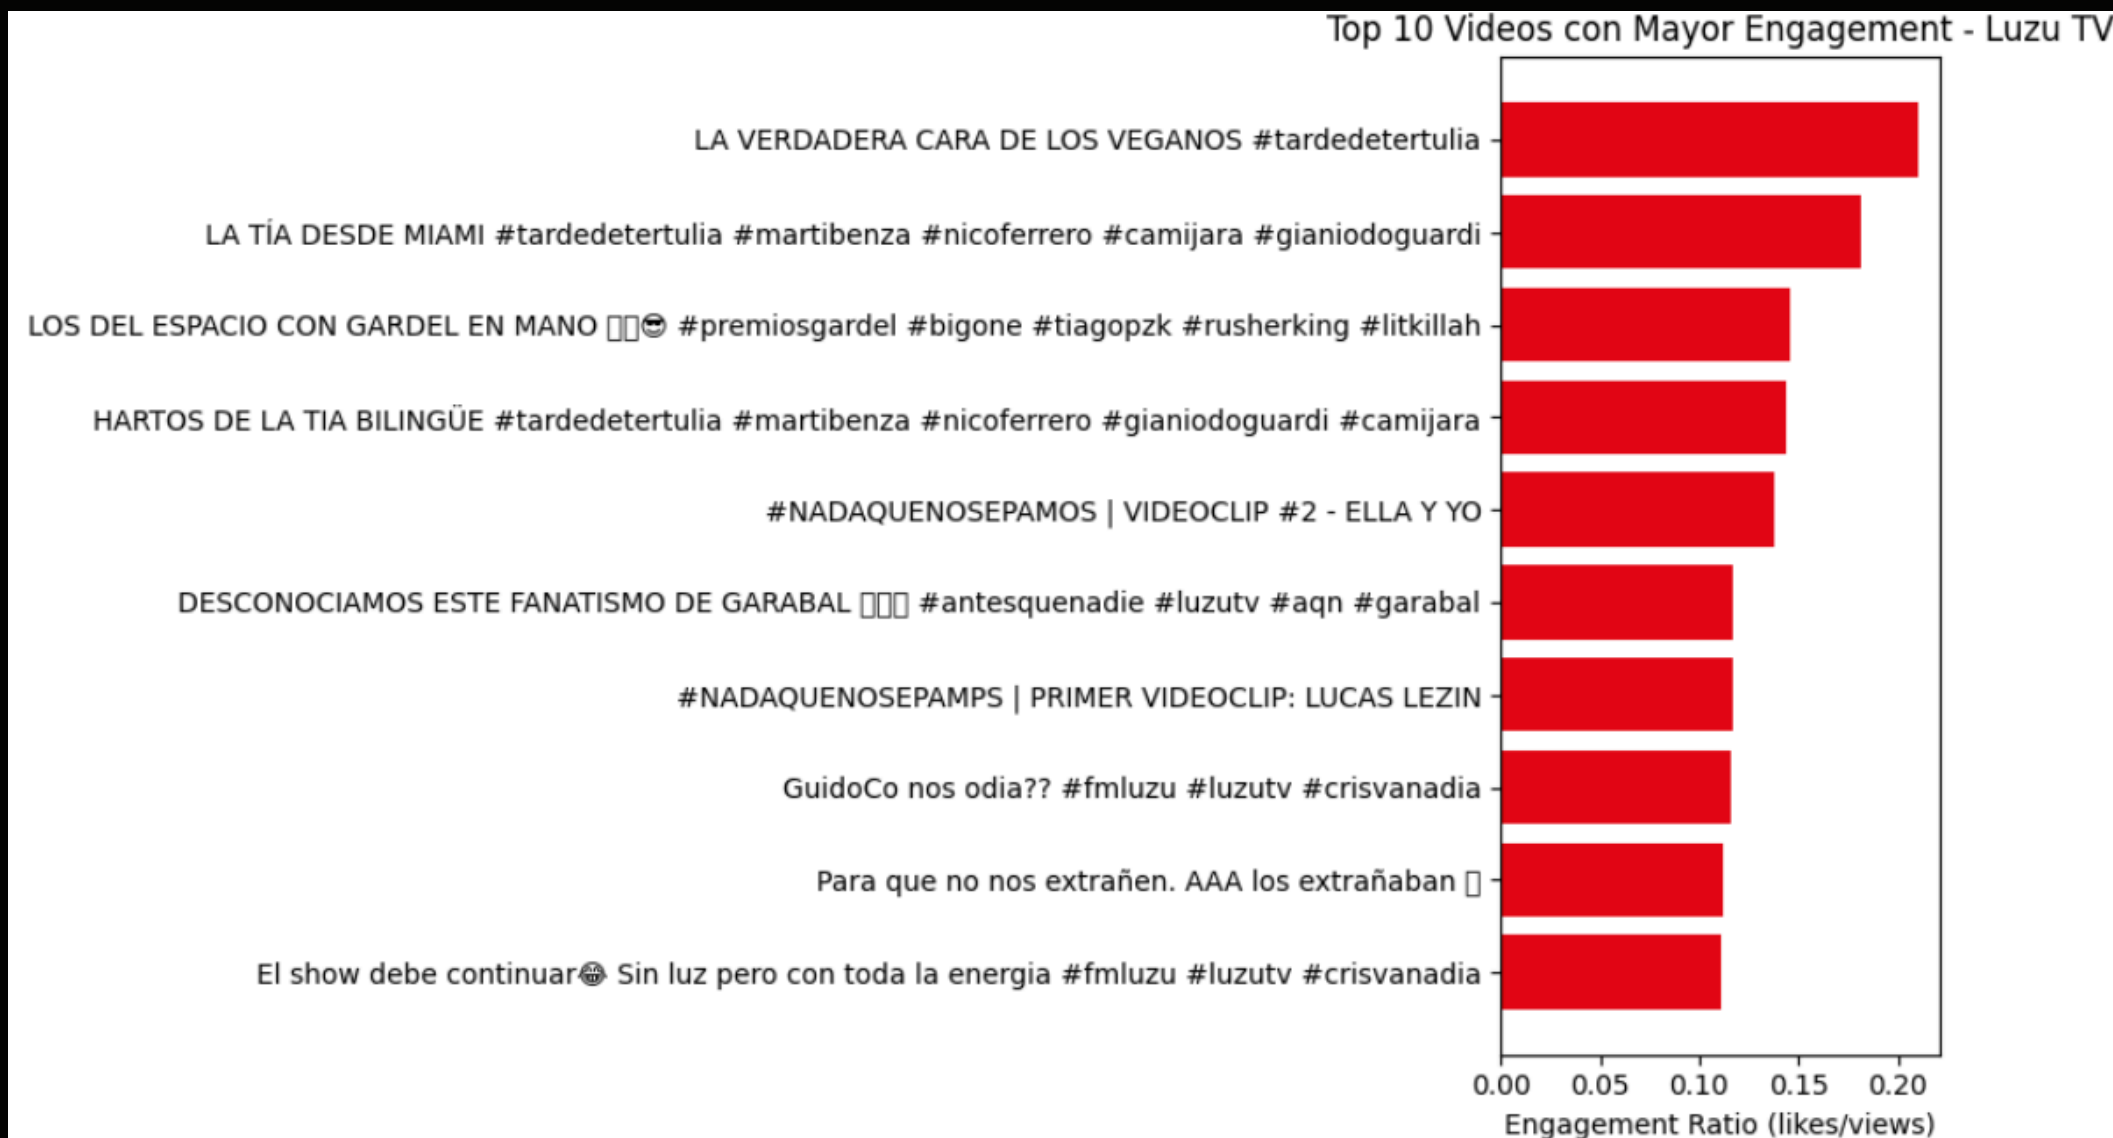 Top 10 Videos con Mayor Engagement - Luzu TV
LA VERDADERA CARA DE LOS VEGANOS #tardedetertulia
LA TÍA DESDE MIAMI #tardedetertulia #martibenza #nicoferrero #camijara #gianiodoguardi
LOS DEL ESPACIO CON GARDEL EN MANO ▯▯😎 #premiosgardel #bigone #tiagopzk #rusherking #litkillah
HARTOS DE LA TIA BILINGÜE #tardedetertulia #martibenza #nicoferrero #gianiodoguardi #camijara
#NADAQUENOSEPAMOS | VIDEOCLIP #2 - ELLA Y YO
DESCONOCIAMOS ESTE FANATISMO DE GARABAL ▯▯▯ #antesquenadie #luzutv #aqn #garabal
#NADAQUENOSEPAMPS | PRIMER VIDEOCLIP: LUCAS LEZIN
GuidoCo nos odia?? #fmluzu #luzutv #crisvanadia
Para que no nos extrañen. AAA los extrañaban ▯
El show debe continuar😂 Sin luz pero con toda la energia #fmluzu #luzutv #crisvanadia
0.00 0.05 0.10 0.15 0.20
Engagement Ratio (likes/views)